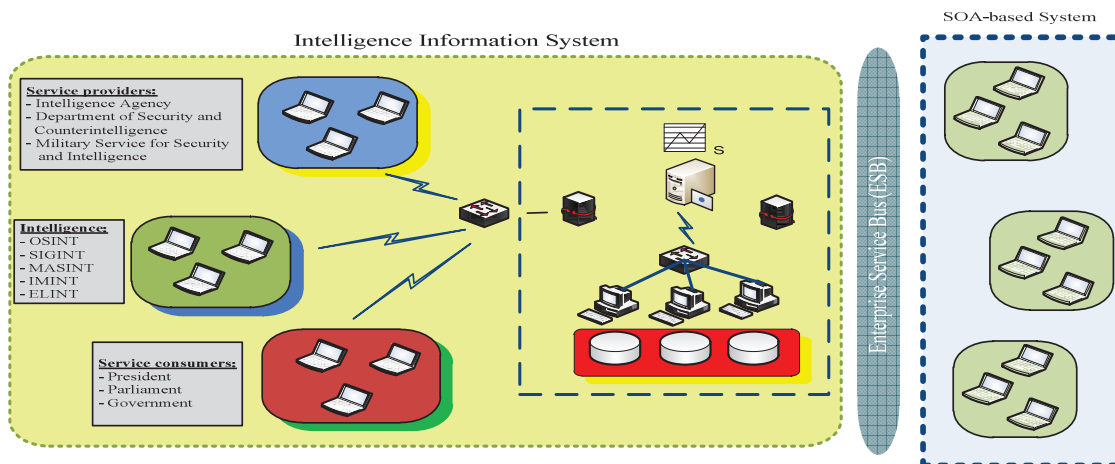 SOA-based System
Intelligence Information System
Service providers:
- Intelligence Agency
- Department of Security and
Counterintelligence
- Military Service for Security
and Intelligence
S
Intelligence:
- OSINT
- SIGINT
- MASINT
- IMINT
- ELINT
Service consumers:
- President
- Parliament
- Government
Enterprise Service Bus (ESB)